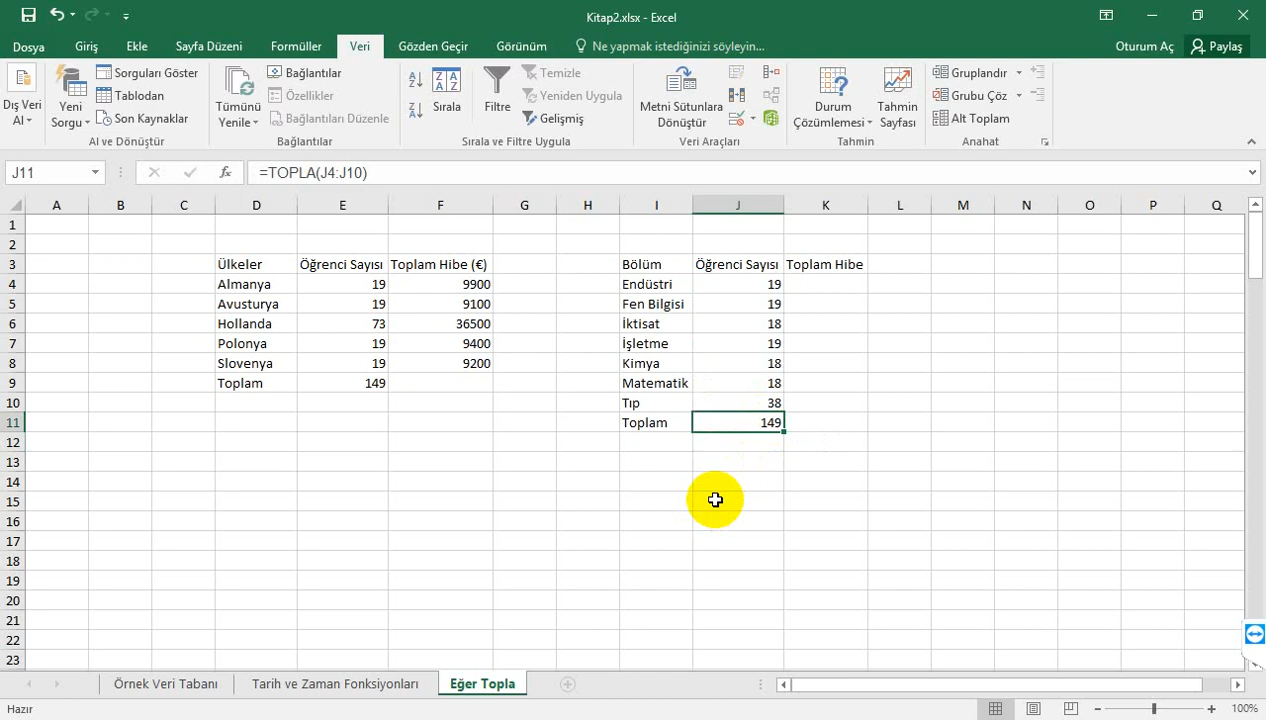 Kitap2.xlsx - Excel
Dosya Giriş Ekle Sayfa Düzeni Formüller Veri Gözden Geçir Görünüm Ne yapmak istediğinizi söyleyin... Oturum Aç Paylaş
Dış Veri Al
Yeni Sorgu
Sorguları Göster
Tablodan
Son Kaynaklar
Al ve Dönüştür
Tümünü Yenile
Bağlantılar
Özellikler
Bağlantıları Düzenle
Bağlantılar
Sırala
Filtre
Temizle
Yeniden Uygula
Gelişmiş
Sırala ve Filtre Uygula
Metni Sütunlara Dönüştür
Veri Araçları
Durum Çözümlemesi
Tahmin Sayfası
Tahmin
Gruplandır
Grubu Çöz
Alt Toplam
Anahat
J11 fx =TOPLA(J4:J10)
A B C D E F G H I J K L M N O P Q
1
2
3 Ülkeler Öğrenci Sayısı Toplam Hibe (€) Bölüm Öğrenci Sayısı Toplam Hibe
4 Almanya 19 9900 Endüstri 19
5 Avusturya 19 9100 Fen Bilgisi 19
6 Hollanda 73 36500 İktisat 18
7 Polonya 19 9400 İşletme 19
8 Slovenya 19 9200 Kimya 18
9 Toplam 149 Matematik 18
10 Tıp 38
11 Toplam 149
12
13
14
15
16
17
18
19
20
21
22
23
Örnek Veri Tabanı Tarih ve Zaman Fonksiyonları Eğer Topla
Hazır 100%